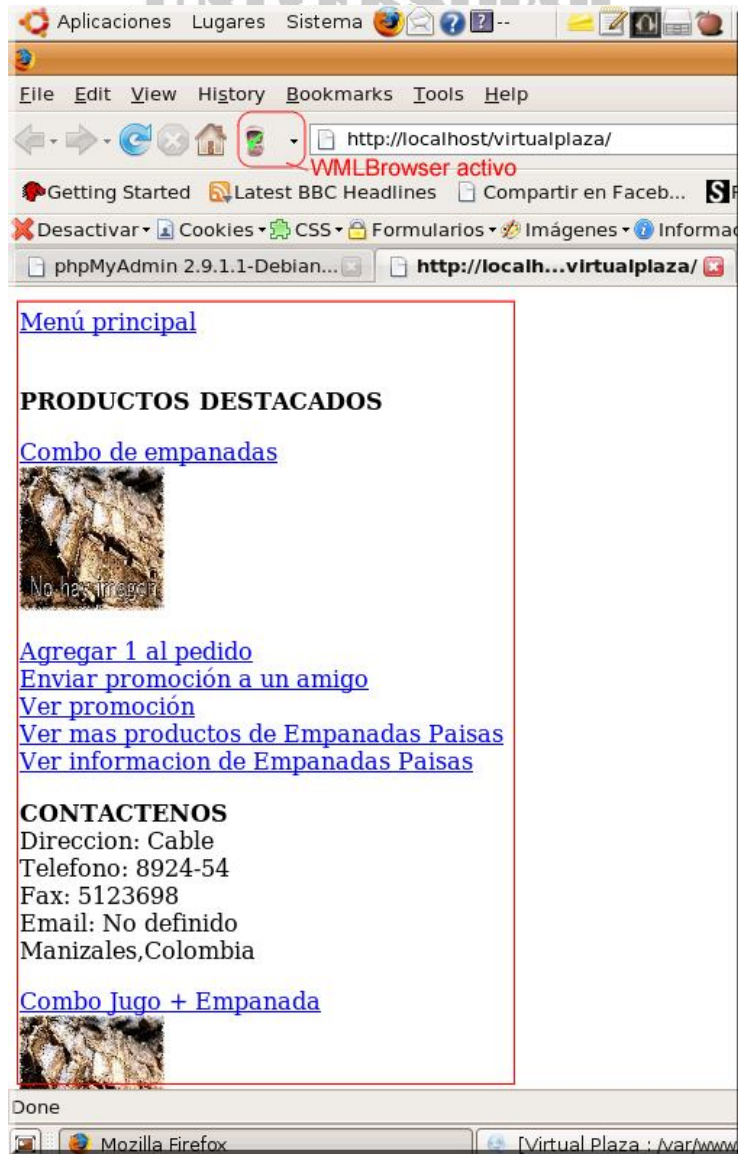 Aplicaciones Lugares Sistema --
File Edit View History Bookmarks Tools Help
http://localhost/virtualplaza/
WMLBrowser activo
Getting Started Latest BBC Headlines Compartir en Faceb...
Desactivar Cookies CSS Formularios Imágenes Informac
phpMyAdmin 2.9.1.1-Debian... http://localh...virtualplaza/
Menú principal
PRODUCTOS DESTACADOS
Combo de empanadas
No hay imagen
Agregar 1 al pedido
Enviar promoción a un amigo
Ver promoción
Ver mas productos de Empanadas Paisas
Ver informacion de Empanadas Paisas
CONTACTENOS
Direccion: Cable
Telefono: 8924-54
Fax: 5123698
Email: No definido
Manizales,Colombia
Combo Jugo + Empanada
Done
Mozilla Firefox [Virtual Plaza : /var/www